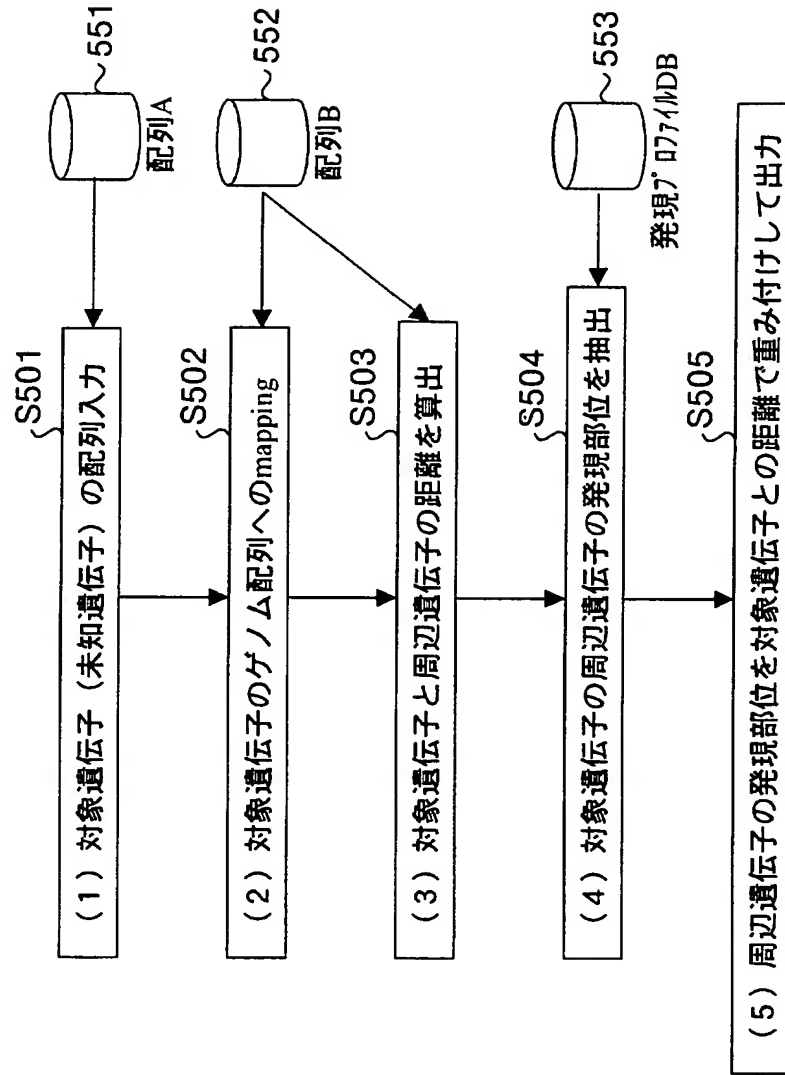 S501
(1)対象遺伝子(未知遺伝子)の配列入力
551
配列A
S502
(2)対象遺伝子のゲノム配列へのmapping
552
配列B
S503
(3)対象遺伝子と周辺遺伝子の距離を算出
S504
(4)対象遺伝子の周辺遺伝子の発現部位を抽出
553
発現プロファイルDB
S505
(5)周辺遺伝子の発現部位を対象遺伝子との距離で重み付けして出力